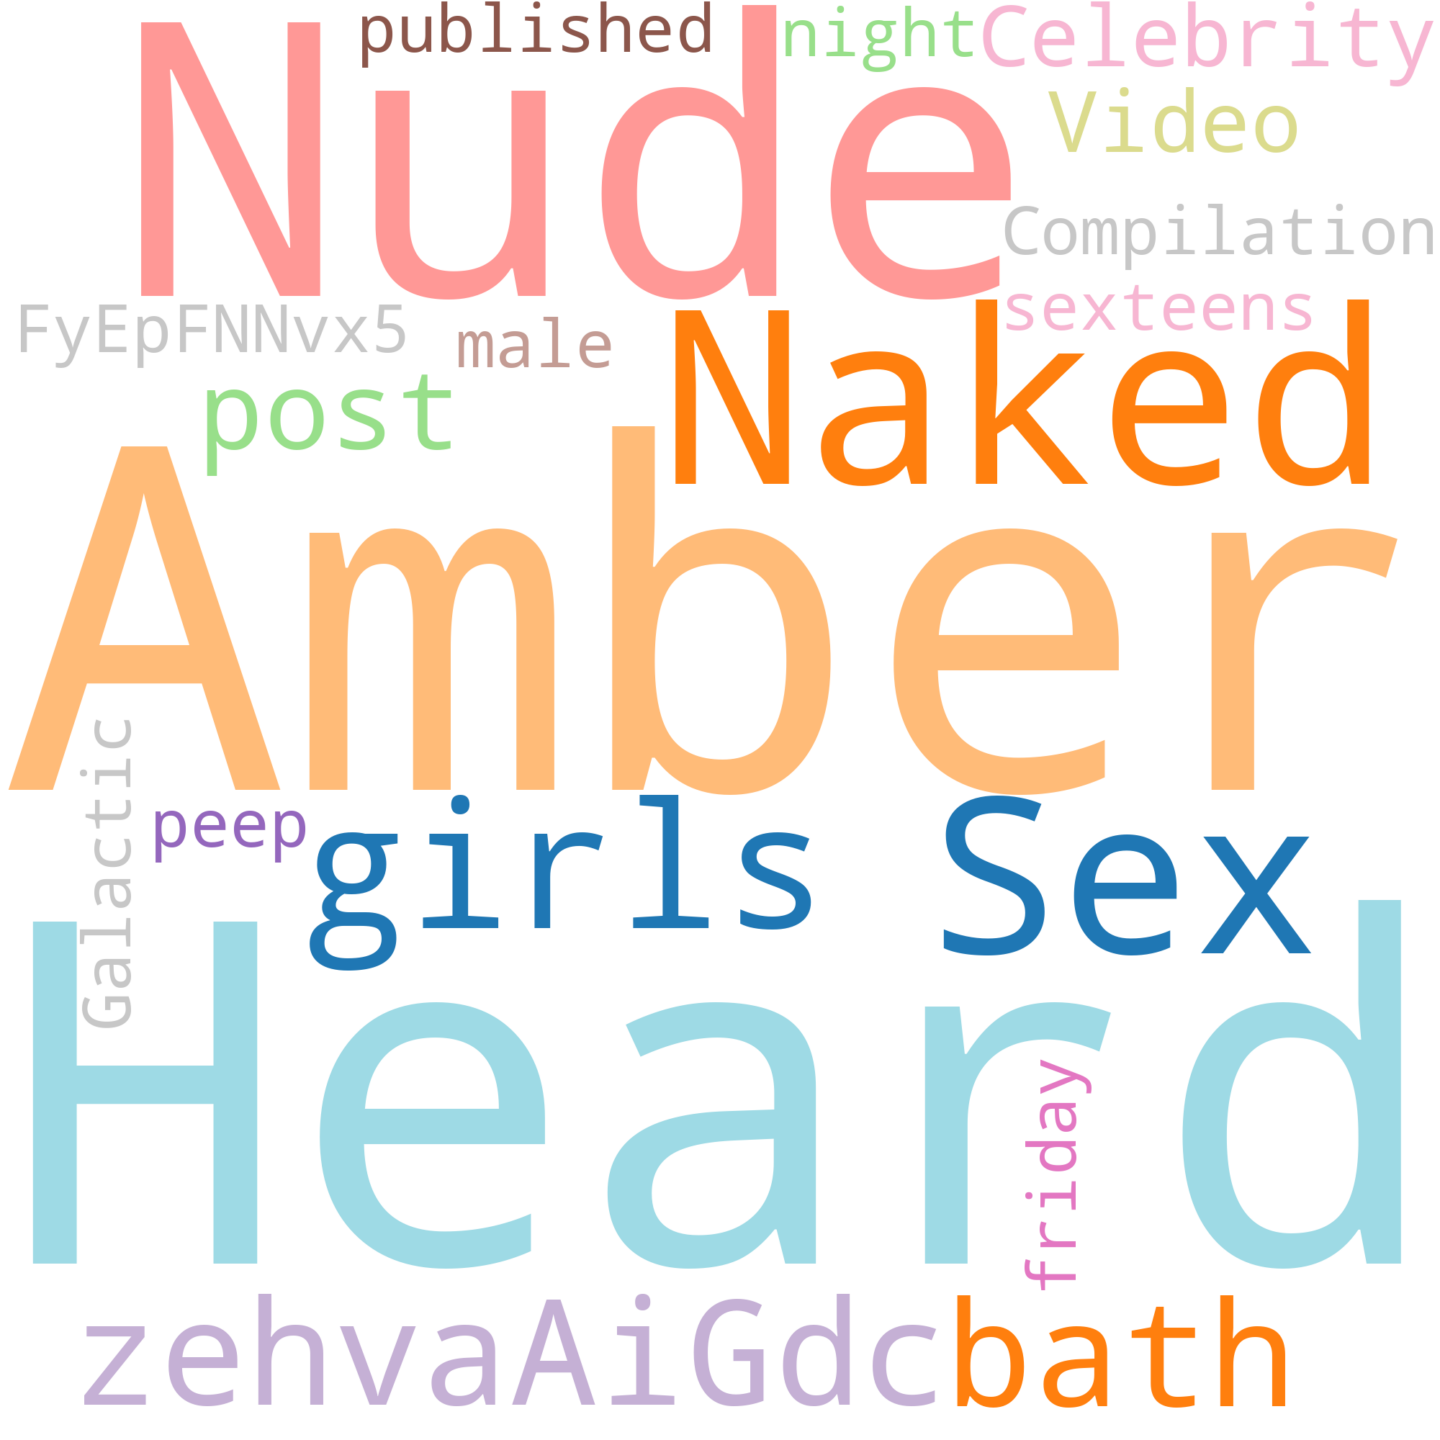 published
night
Celebrity
Nude
Video
Compilation
sexteens
FyEpFNNvx5
male
Naked
post
Amber
Galactic
peep
girls
Sex
Heard
friday
zehvaAiGdc
bath